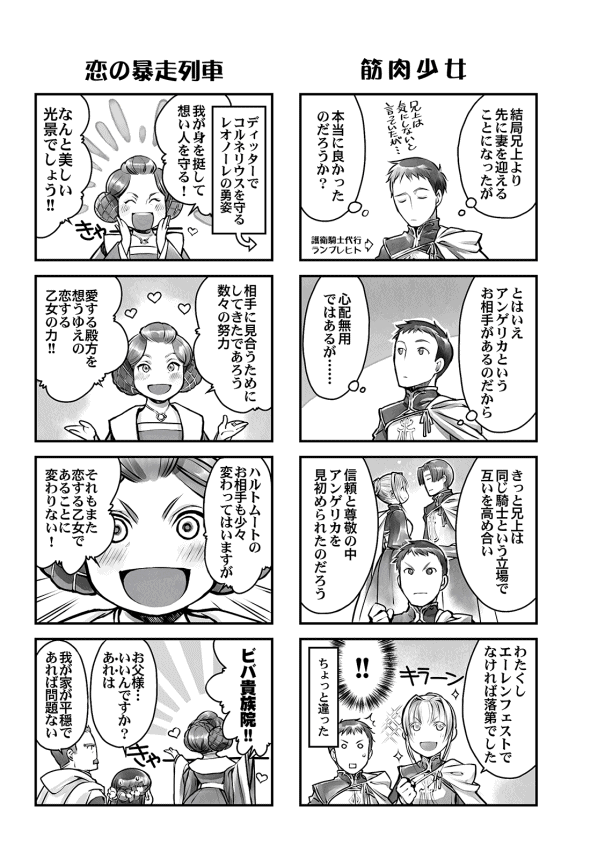 筋肉少女
結局兄上より
先に妻を迎える
ことになったが
兄上は
気にしないと
言っていたが…
本当に良かった
のだろうか?
護衛騎士代行
ランプレヒト
とはいえ
アンゲリカという
お相手があるのだから
心配無用
ではあるが……
きっと兄上は
同じ騎士という立場で
互いを高め合い
信頼と尊敬の中
アンゲリカを
見初められたのだろう
わたくし
エーレンフェストで
なければ落第でした
キラーン
!!
ちょっと違った
恋の暴走列車
ディッターで
コルネリウスを守る
レオノーレの勇姿
我が身を挺して
想い人を守る!
なんと美しい
光景でしょう!!
きゃー
相手に見合うために
してきたであろう
数々の努力
愛する殿方を
想うゆえの
恋する
乙女の力!!
ハルトムートの
お相手も少々
変わってはいますが
それもまた
恋する乙女で
あることに
変わりない!
ビバ貴族院!!
きゃー
お父様…
いいんですか?
あれは
我が家が平穏で
あれば問題ない